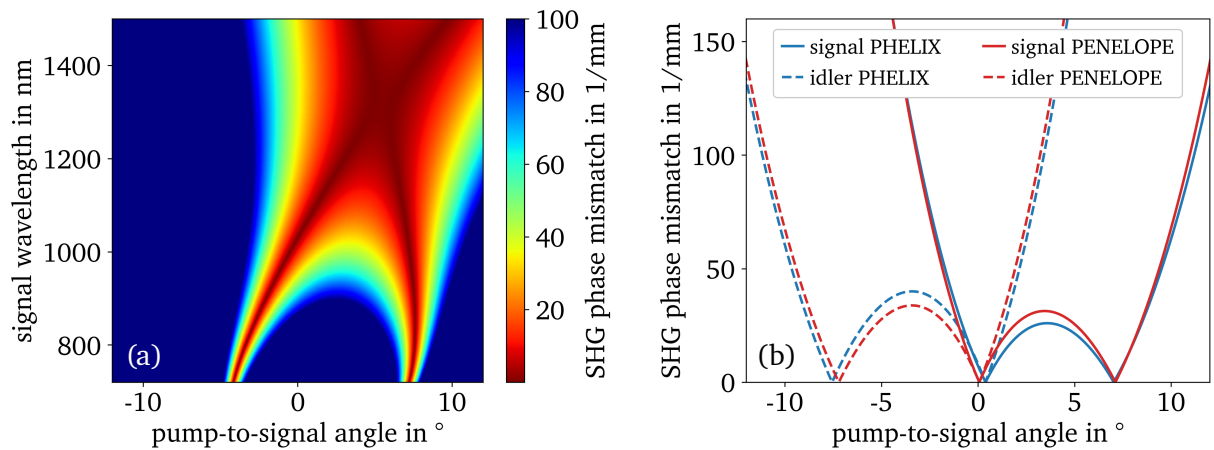 1400
1200
1000
800
signal wavelength in nm
(a)
-10
0
10
pump-to-signal angle in °
100
80
60
40
20
SHG phase mismatch in 1/mm
150
100
50
0
SHG phase mismatch in 1/mm
signal PHELIX
idler PHELIX
signal PENELOPE
idler PENELOPE
(b)
-10
-5
0
5
10
pump-to-signal angle in °